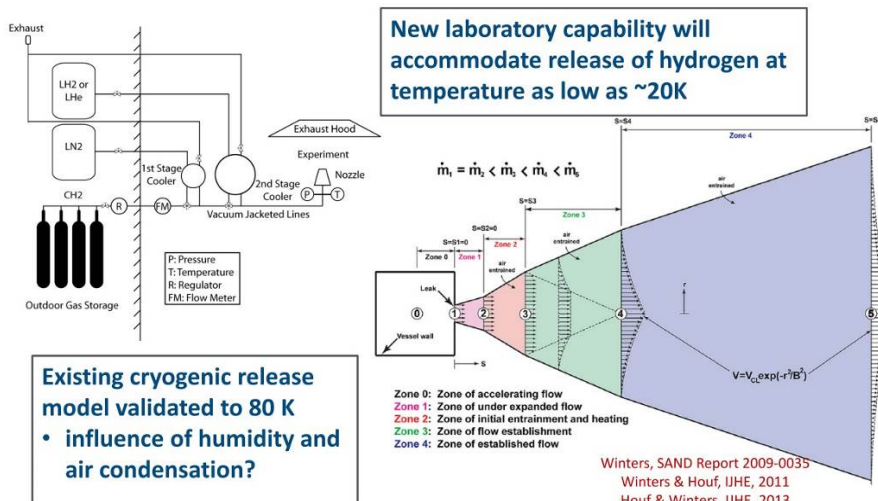 New laboratory capability will
accommodate release of hydrogen at
temperature as low as ~20K
Exhaust
LH2 or
LHe
LN2
1st Stage
Cooler
2nd Stage
Cooler
Exhaust Hood
Experiment
Nozzle
P
T
CH2
R
FM
Vacuum Jacketed Lines
Outdoor Gas Storage
P: Pressure
T: Temperature
R: Regulator
FM: Flow Meter
ṁ₁ = ṁ₂ < ṁ₃ < ṁ₄ < ṁ₅
S=S1=0
S=S2=0
S=S3
S=S4
S=S
Zone 0
Zone 1
Zone 2
Zone 3
Zone 4
air
entrained
air
entrained
air
entrained
Leak
Vessel wall
S
r
0
1
2
3
4
5
V=V_CL exp(-r²/B²)
Zone 0: Zone of accelerating flow
Zone 1: Zone of under expanded flow
Zone 2: Zone of initial entrainment and heating
Zone 3: Zone of flow establishment
Zone 4: Zone of established flow
Existing cryogenic release
model validated to 80 K
• influence of humidity and
air condensation?
Winters, SAND Report 2009-0035
Winters & Houf, IJHE, 2011
Houf & Winters, IJHE, 2013